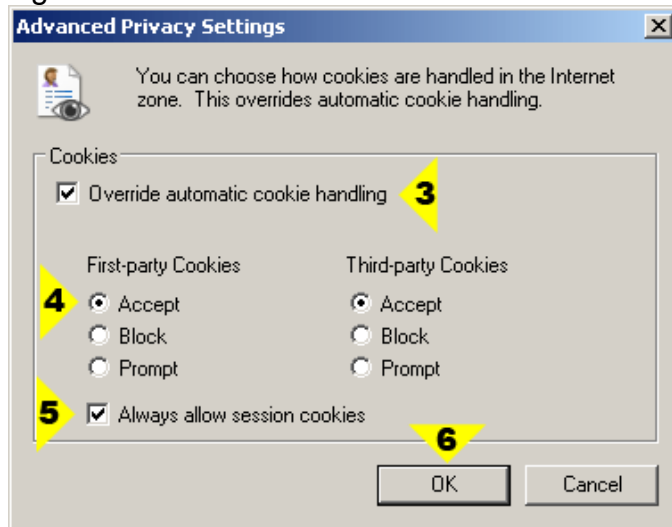 Advanced Privacy Settings
You can choose how cookies are handled in the Internet
zone. This overrides automatic cookie handling.
Cookies
Override automatic cookie handling 3
First-party Cookies Third-party Cookies
4 Accept Accept
Block Block
Prompt Prompt
5 Always allow session cookies
6
OK Cancel